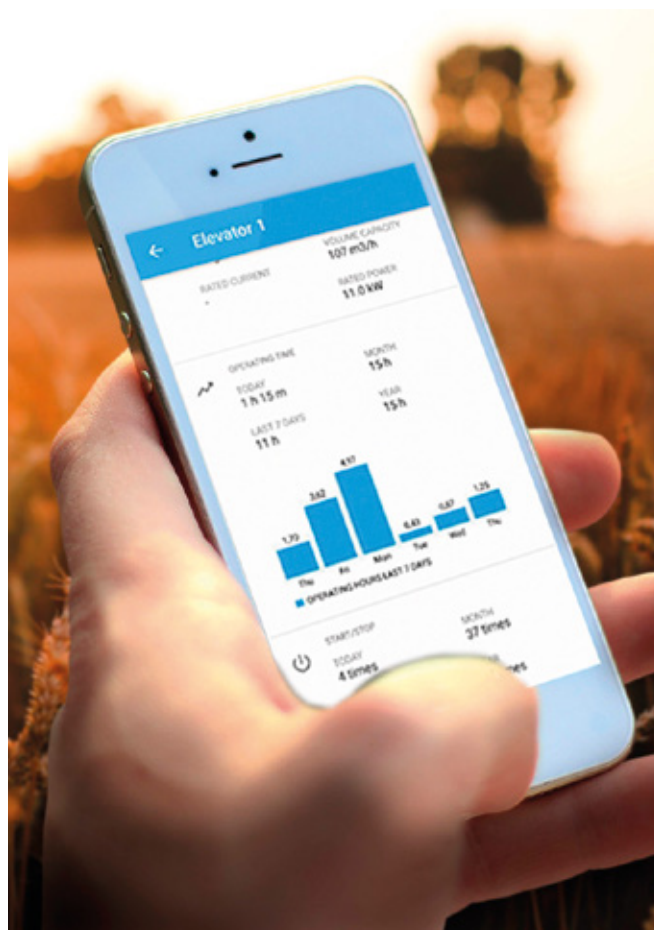 ← Elevator 1
RATED CURRENT
-
VOLUME CAPACITY
107 m3/h
RATED POWER
11.0 kW
OPERATING TIME
TODAY
1 h 15 m
MONTH
15 h
LAST 7 DAYS
11 h
YEAR
15 h
1,70 3,62 4,97 0,43 0,67 1,25
Thu Fri Mon Tue Wed Thu
OPERATING HOURS LAST 7 DAYS
START/STOP
TODAY
4 times
MONTH
37 times